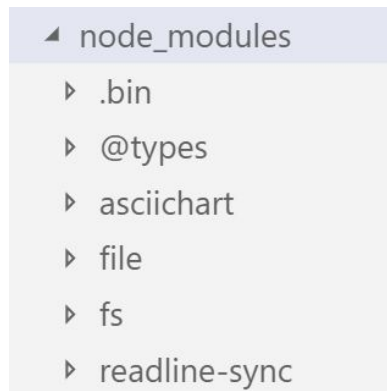 node_modules
.bin
@types
asciichart
file
fs
readline-sync